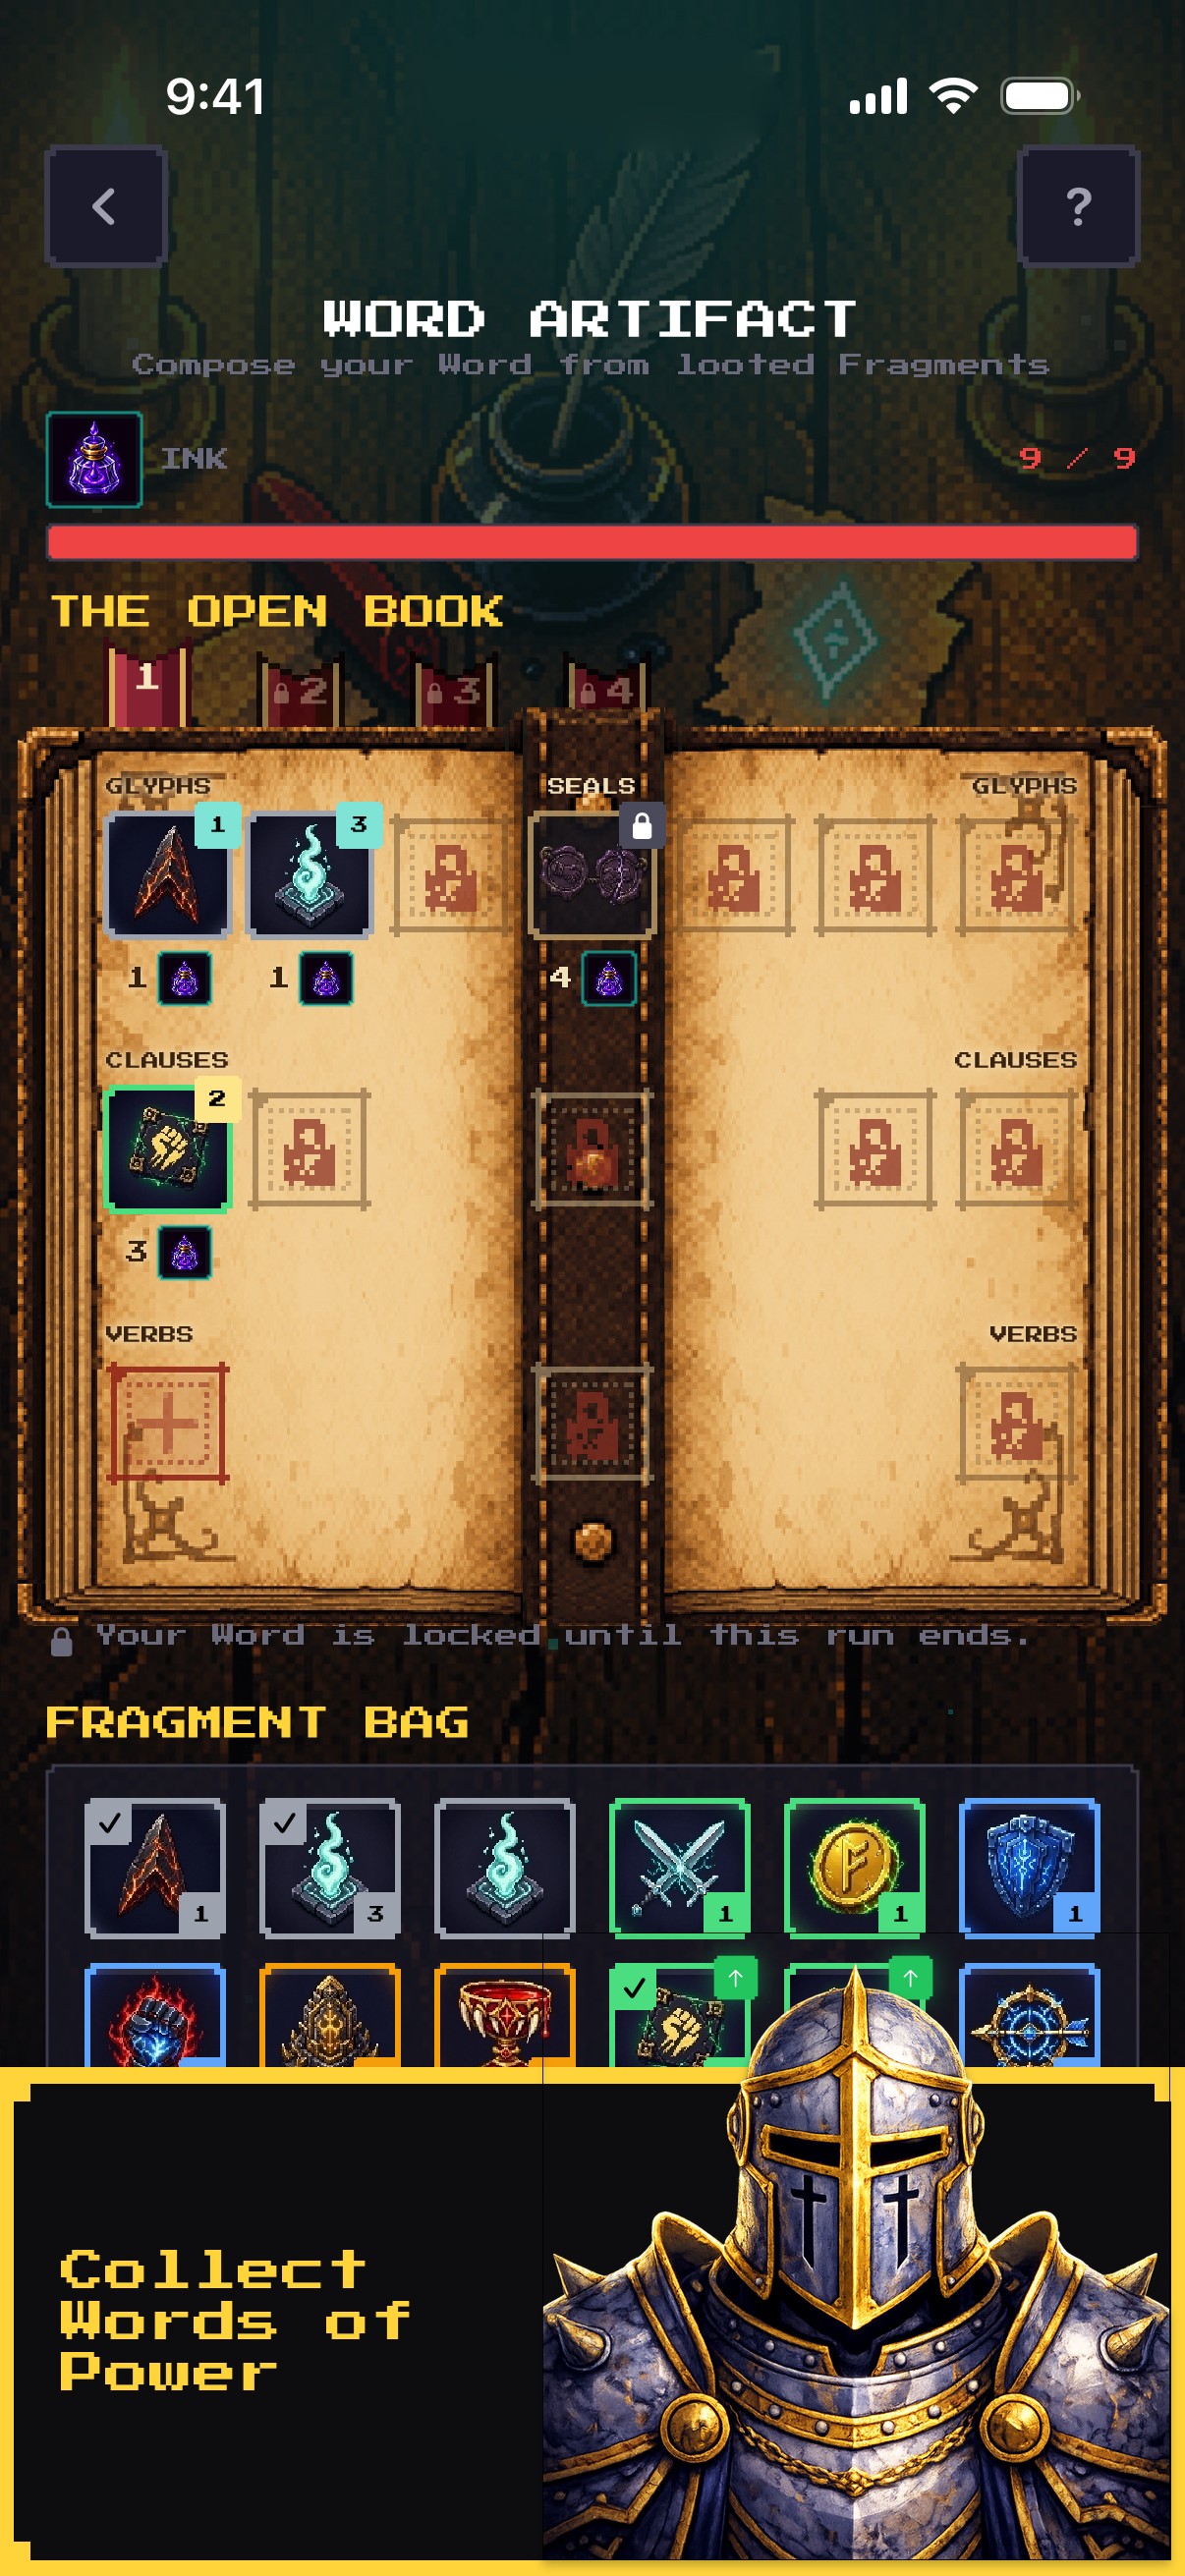 9:41
?
WORD ARTIFACT
Compose your Word from looted Fragments
INK
9 / 9
THE OPEN BOOK
1 2 3 4
GLYPHS SEALS GLYPHS
1 3
1 1 4
CLAUSES CLAUSES
2
3
VERBS VERBS
Your Word is locked until this run ends.
FRAGMENT BAG
1 3 1 1 1
Collect
Words of
Power